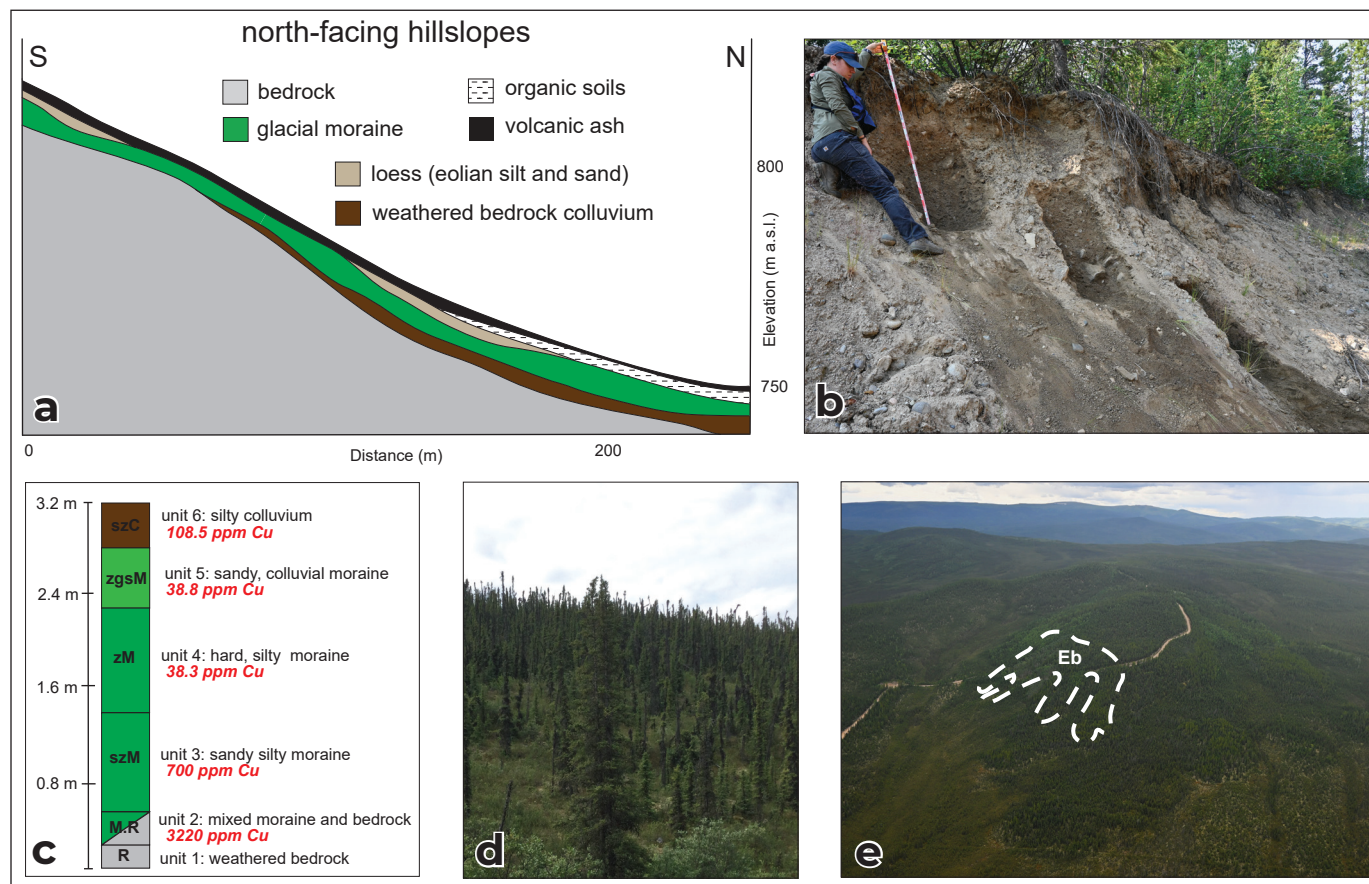 north-facing hillslopes
S
N
bedrock
organic soils
glacial moraine
volcanic ash
loess (eolian silt and sand)
weathered bedrock colluvium
800
750
Elevation (m a.s.l.)
0
200
Distance (m)
a
b
3.2 m
szC
unit 6: silty colluvium
108.5 ppm Cu
zgsM
unit 5: sandy, colluvial moraine
38.8 ppm Cu
2.4 m
zM
unit 4: hard, silty moraine
38.3 ppm Cu
1.6 m
szM
unit 3: sandy silty moraine
700 ppm Cu
0.8 m
M.R
unit 2: mixed moraine and bedrock
3220 ppm Cu
R
unit 1: weathered bedrock
c
d
Eb
e